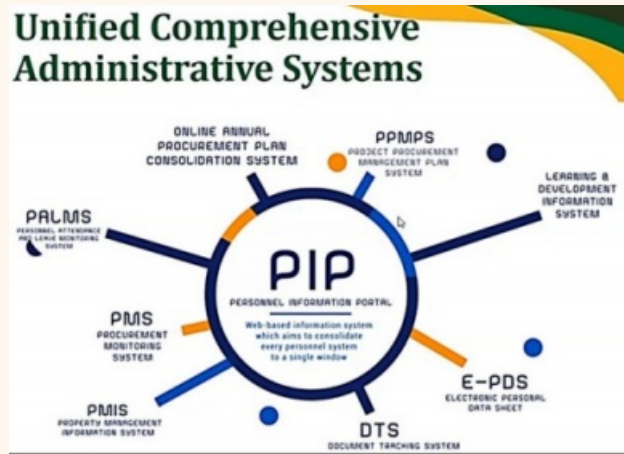 Unified Comprehensive
Administrative Systems
ONLINE ANNUAL
PROCUREMENT PLAN
CONSOLIDATION SYSTEM
PPMPS
PROJECT PROCUREMENT
MANAGEMENT PLAN
SYSTEM
LEARNING &
DEVELOPMENT
INFORMATION
SYSTEM
PALMS
PERSONNEL ATTENDANCE
AND LEAVE MONITORING
SYSTEM
PIP
PERSONNEL INFORMATION PORTAL
Web-based information system
which aims to consolidate
every personnel system
to a single window
PMS
PROCUREMENT
MONITORING
SYSTEM
E-PDS
ELECTRONIC PERSONAL
DATA SHEET
PMIS
PROPERTY MANAGEMENT
INFORMATION SYSTEM
DTS
DOCUMENT TRACKING SYSTEM